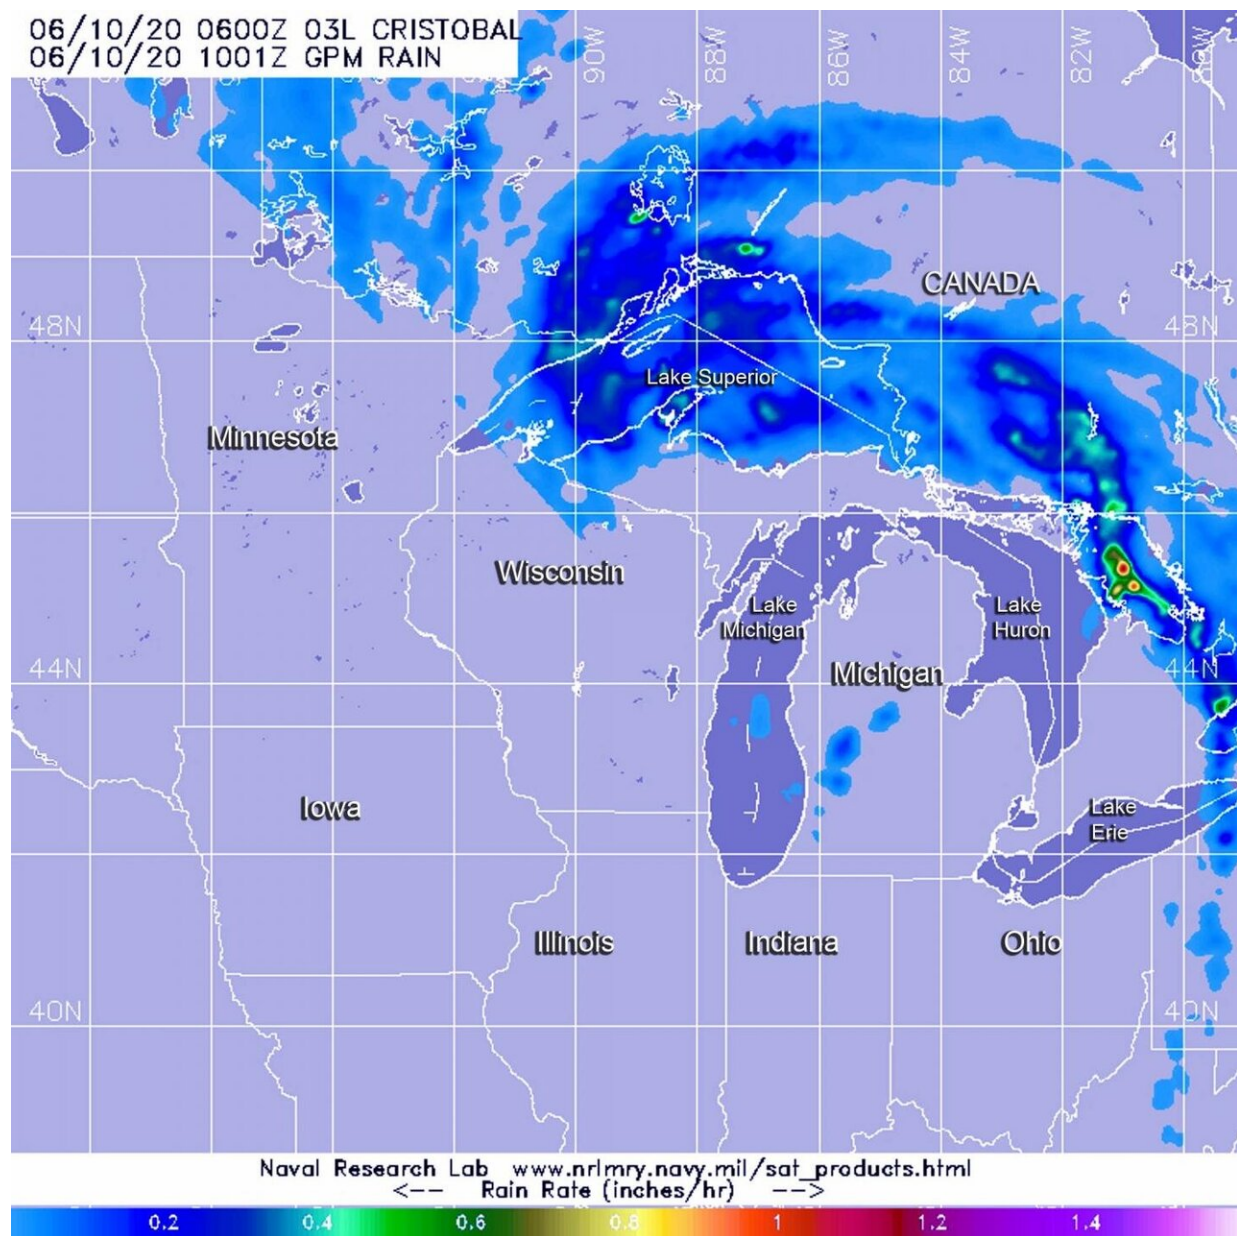 06/10/20 0600Z 03L CRISTOBAL
06/10/20 1001Z GPM RAIN
90W 88W 86W 84W 82W
CANADA
48N 48N
Lake Superior
Minnesota
Wisconsin
Lake
Michigan
Lake
Huron
44N 44N
Michigan
Iowa
Lake
Erie
Illinois Indiana Ohio
40N 40N
Naval Research Lab www.nrlmry.navy.mil/sat_products.html
<-- Rain Rate (inches/hr) -->
0.2 0.4 0.6 0.8 1 1.2 1.4